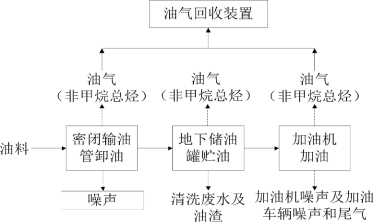 油气回收装置
油气
（非甲烷总烃）
油气
（非甲烷总烃）
油气
（非甲烷总烃）
油料
密闭输油
管卸油
地下储油
罐贮油
加油机
加油
噪声
清洗废水及
油渣
加油机噪声及加油
车辆噪声和尾气